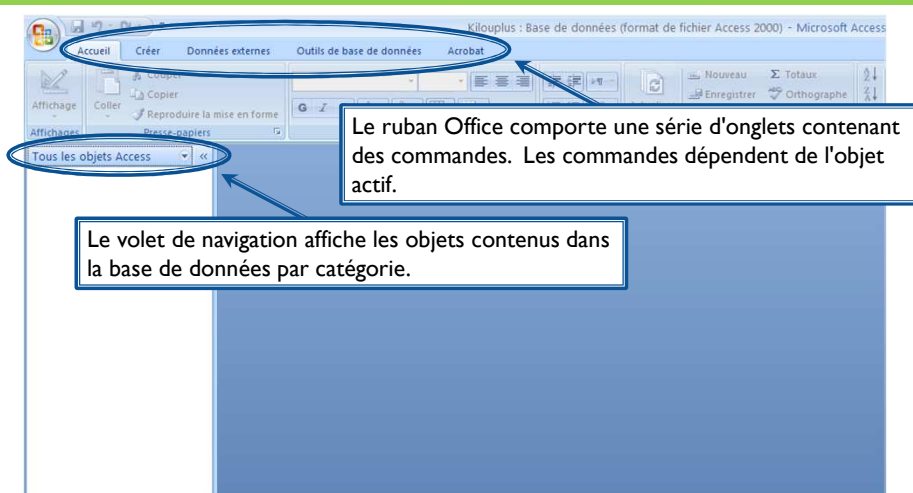 Kilouplus : Base de données (format de fichier Access 2000) - Microsoft Access
Accueil Créer Données externes Outils de base de données Acrobat
Affichage
Coller
Couper
Copier
Reproduire la mise en forme
G I
Nouveau
Enregistrer
Σ Totaux
Orthographe
Affichages
Presse-papiers
Le ruban Office comporte une série d'onglets contenant
des commandes. Les commandes dépendent de l'objet
actif.
Tous les objets Access
Le volet de navigation affiche les objets contenus dans
la base de données par catégorie.